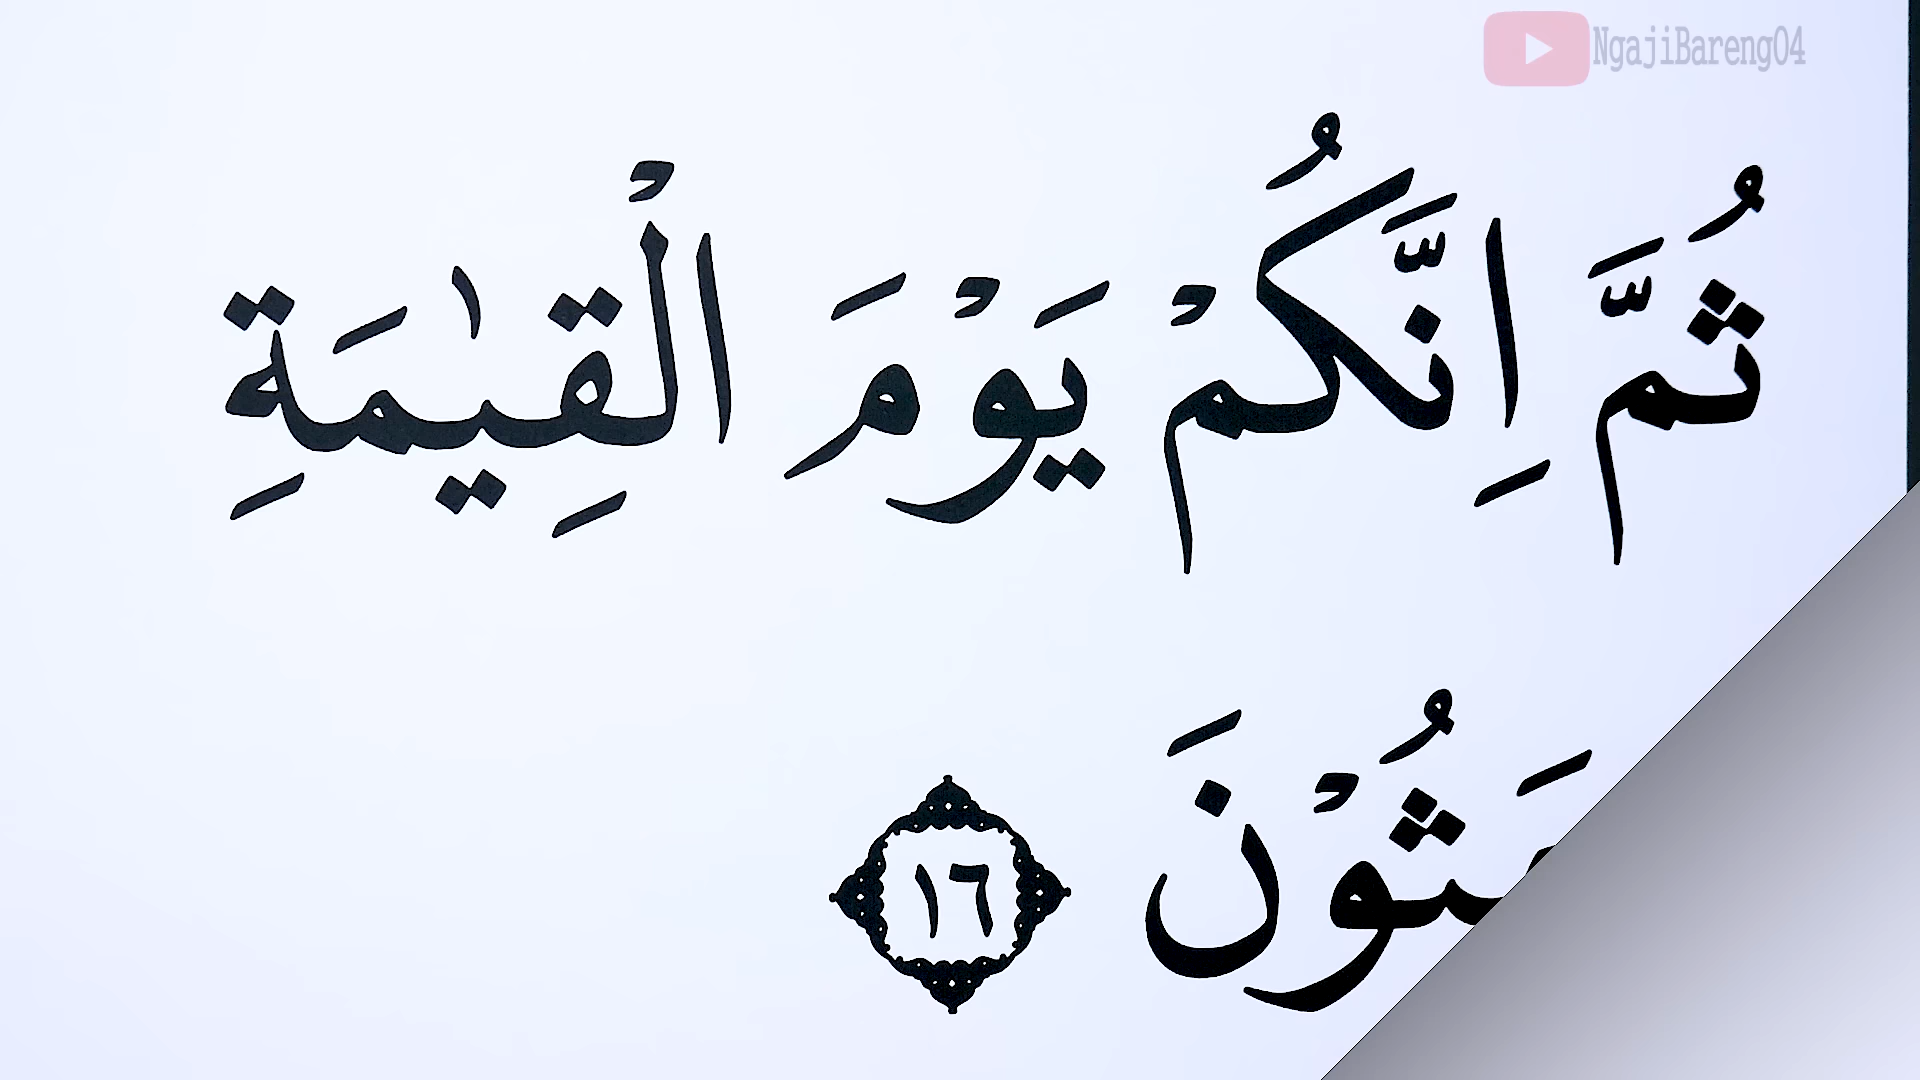 NgajiBareng04
ثُمَّ اِنَّكُمْ يَوْمَ الْقِيٰمَةِ
١٦